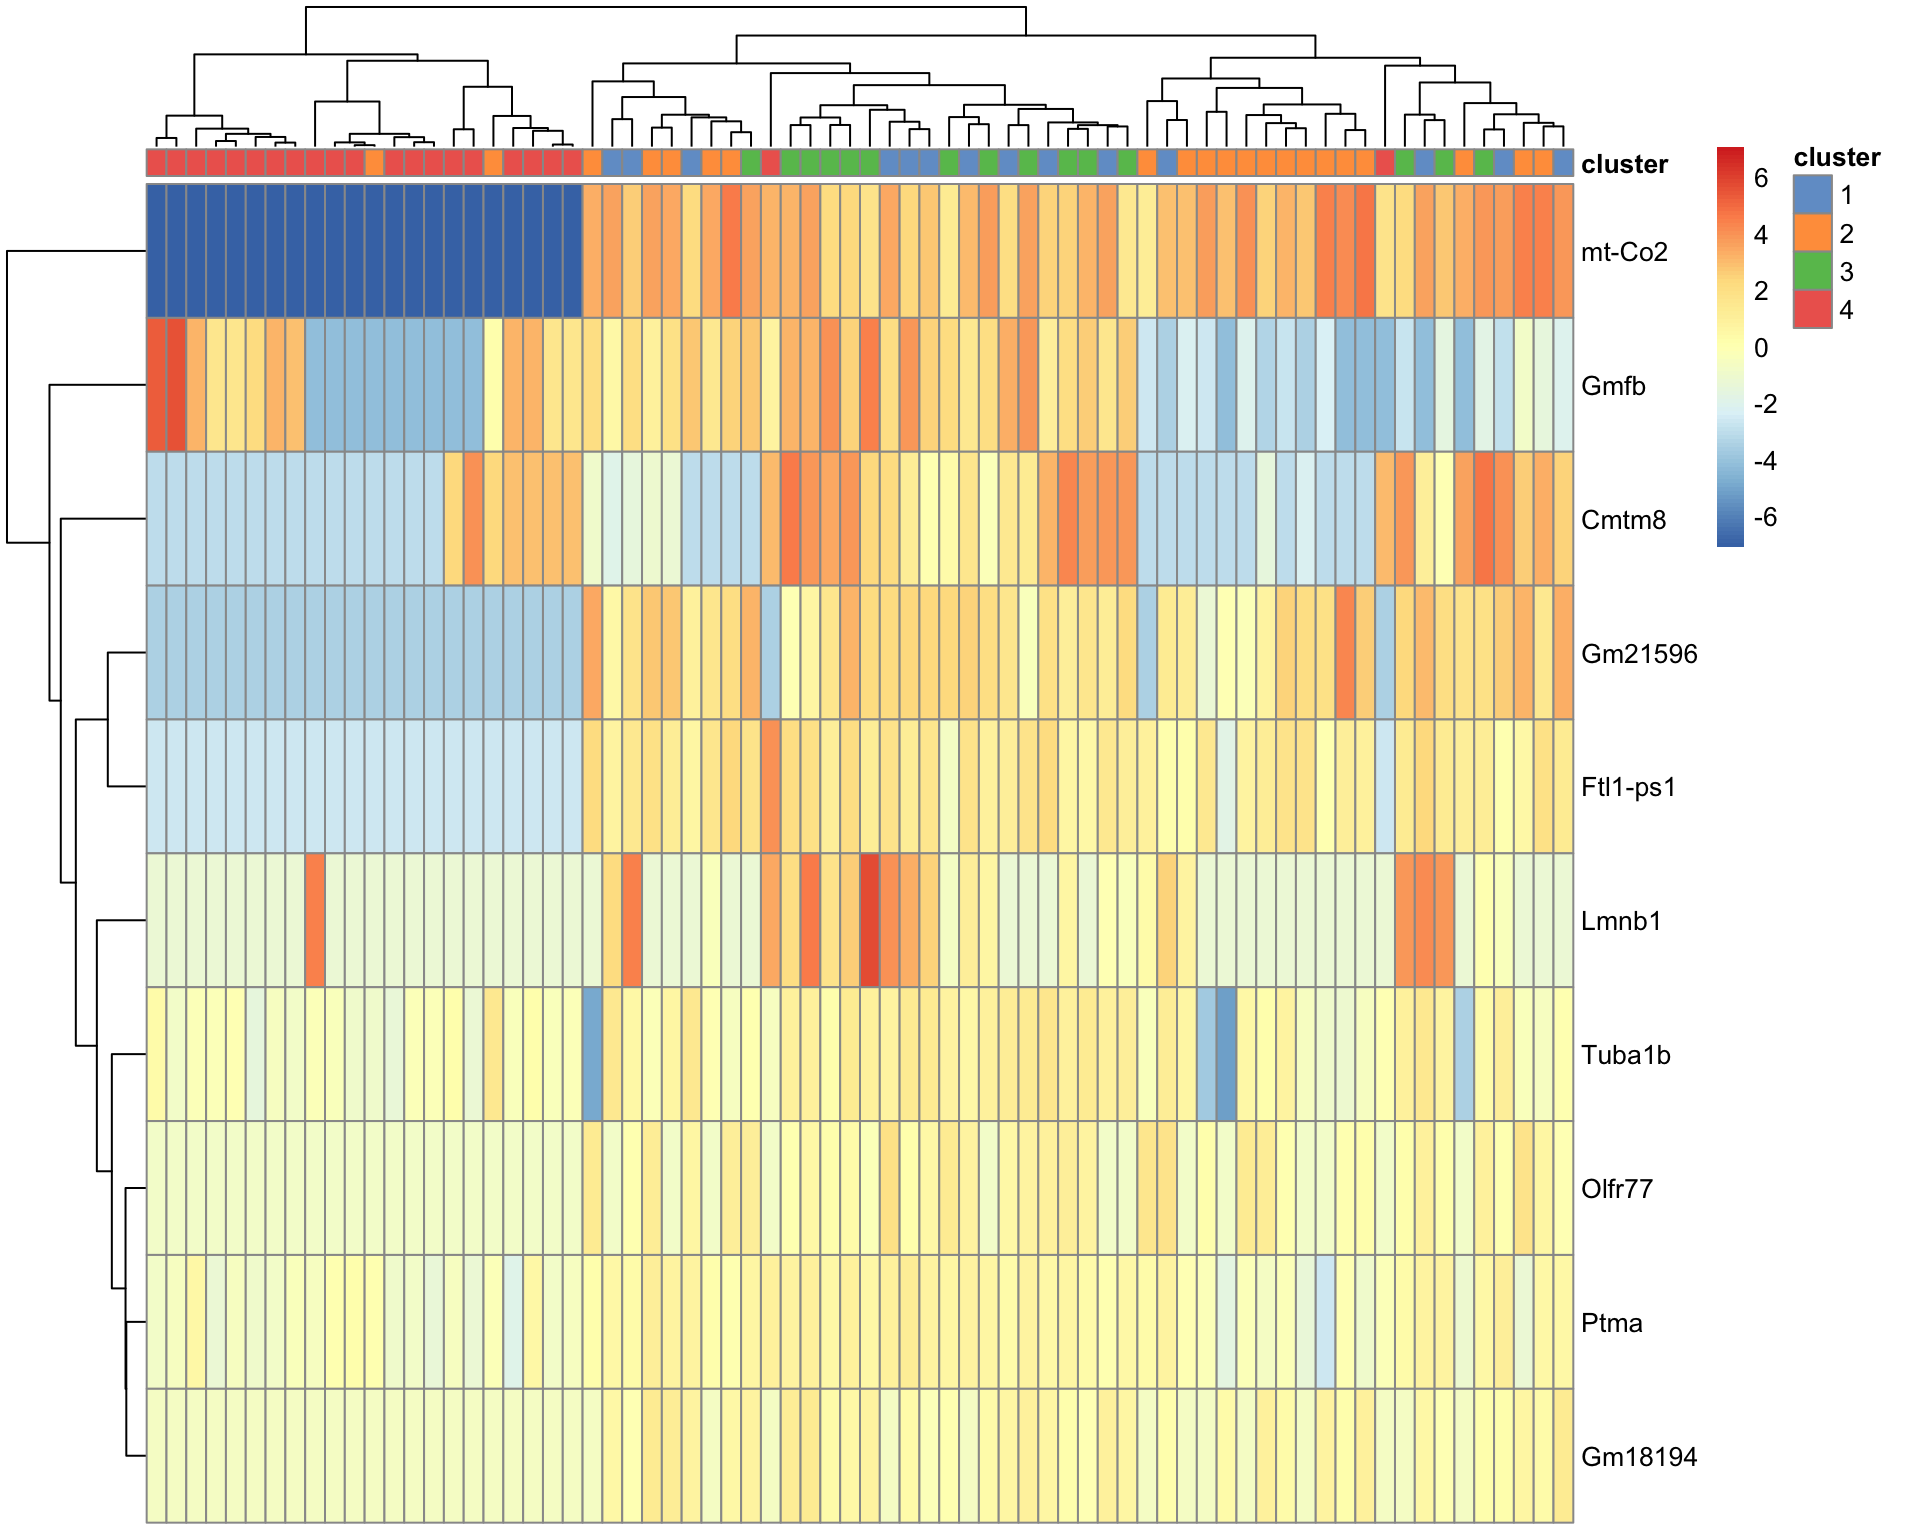 cluster
mt-Co2
Gmfb
Cmtm8
Gm21596
Ftl1-ps1
Lmnb1
Tuba1b
Olfr77
Ptma
Gm18194
6
4
2
0
-2
-4
-6
cluster
1
2
3
4